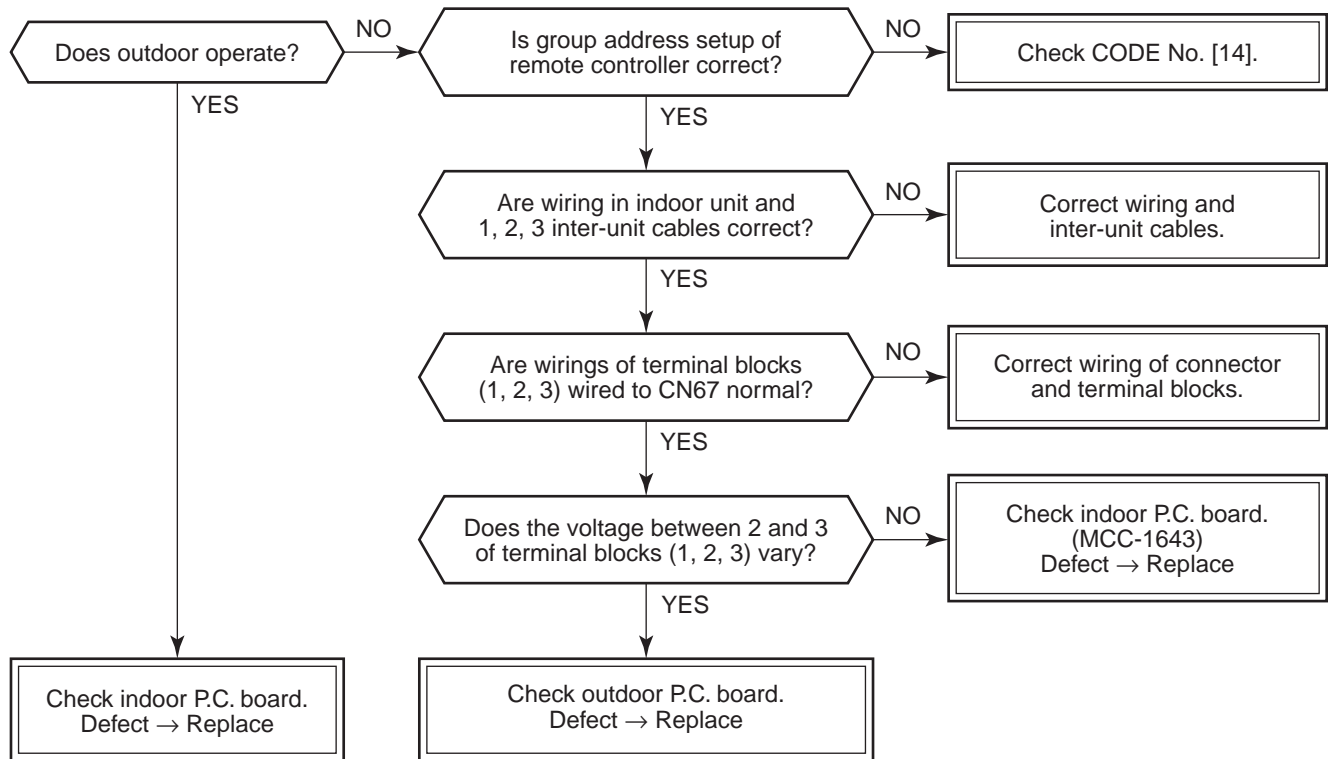 Does outdoor operate?
NO
YES
Is group address setup of
remote controller correct?
NO
YES
Check CODE No. [14].
Are wiring in indoor unit and
1, 2, 3 inter-unit cables correct?
NO
YES
Correct wiring and
inter-unit cables.
Are wirings of terminal blocks
(1, 2, 3) wired to CN67 normal?
NO
YES
Correct wiring of connector
and terminal blocks.
Does the voltage between 2 and 3
of terminal blocks (1, 2, 3) vary?
NO
YES
Check indoor P.C. board.
(MCC-1643)
Defect → Replace
Check indoor P.C. board.
Defect → Replace
Check outdoor P.C. board.
Defect → Replace